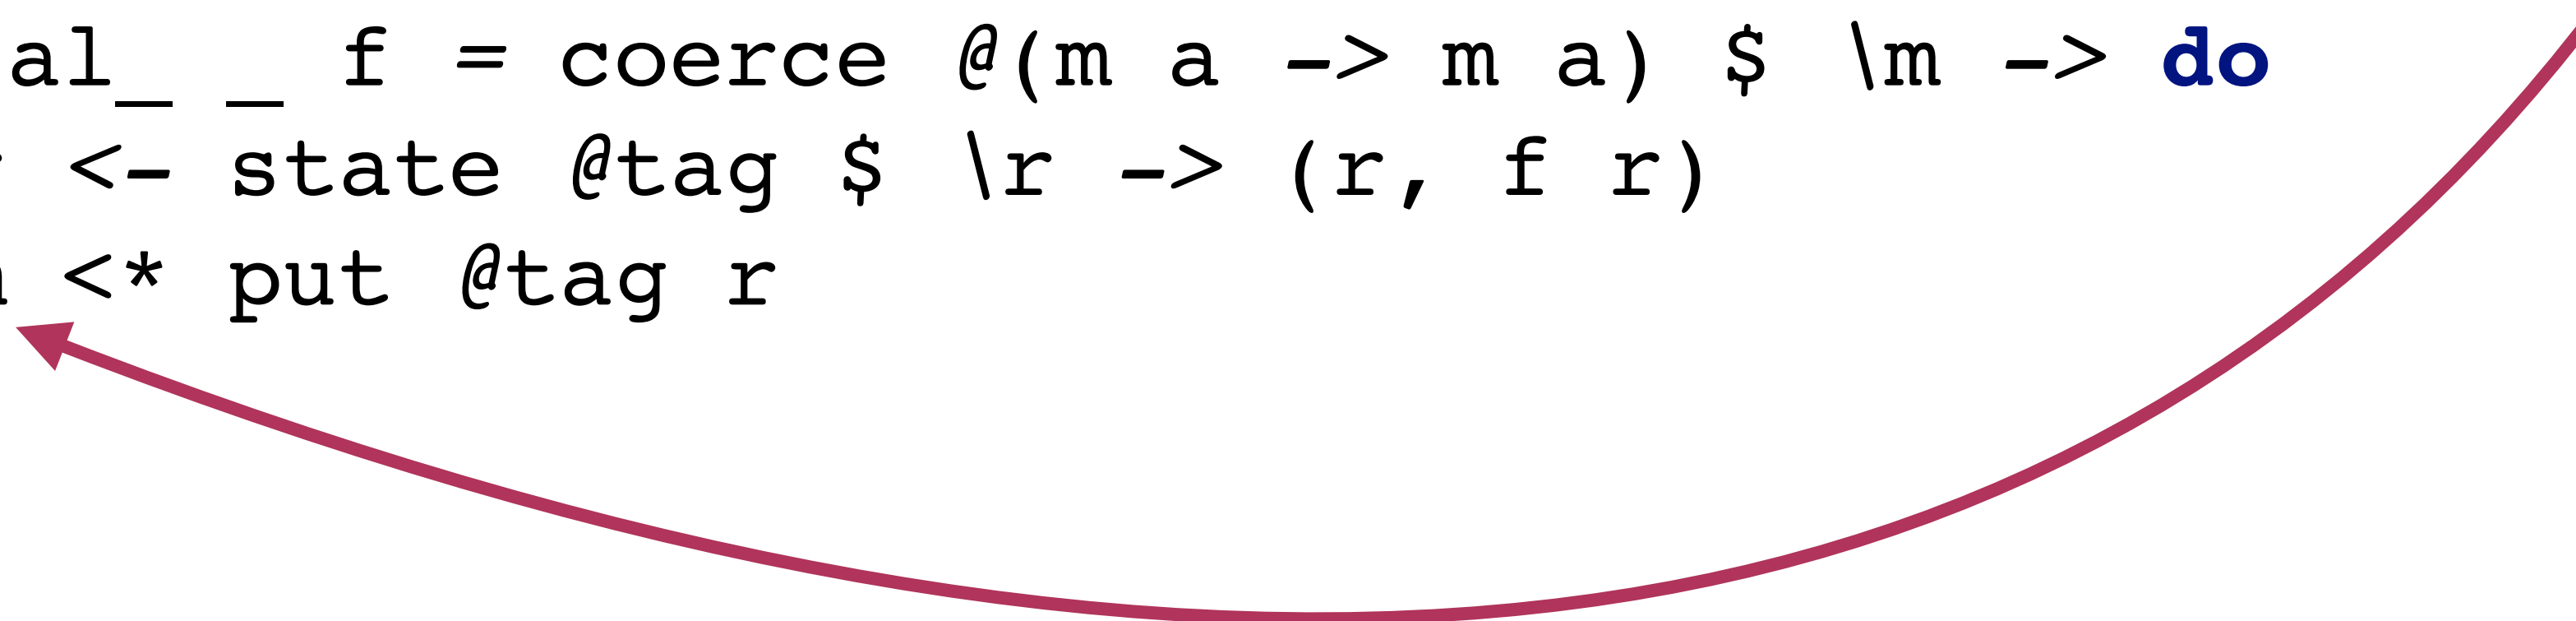 al_ _ f = coerce @(m a -> m a) $ \m -> do
<- state @tag $ \r -> (r, f r)
<* put @tag r